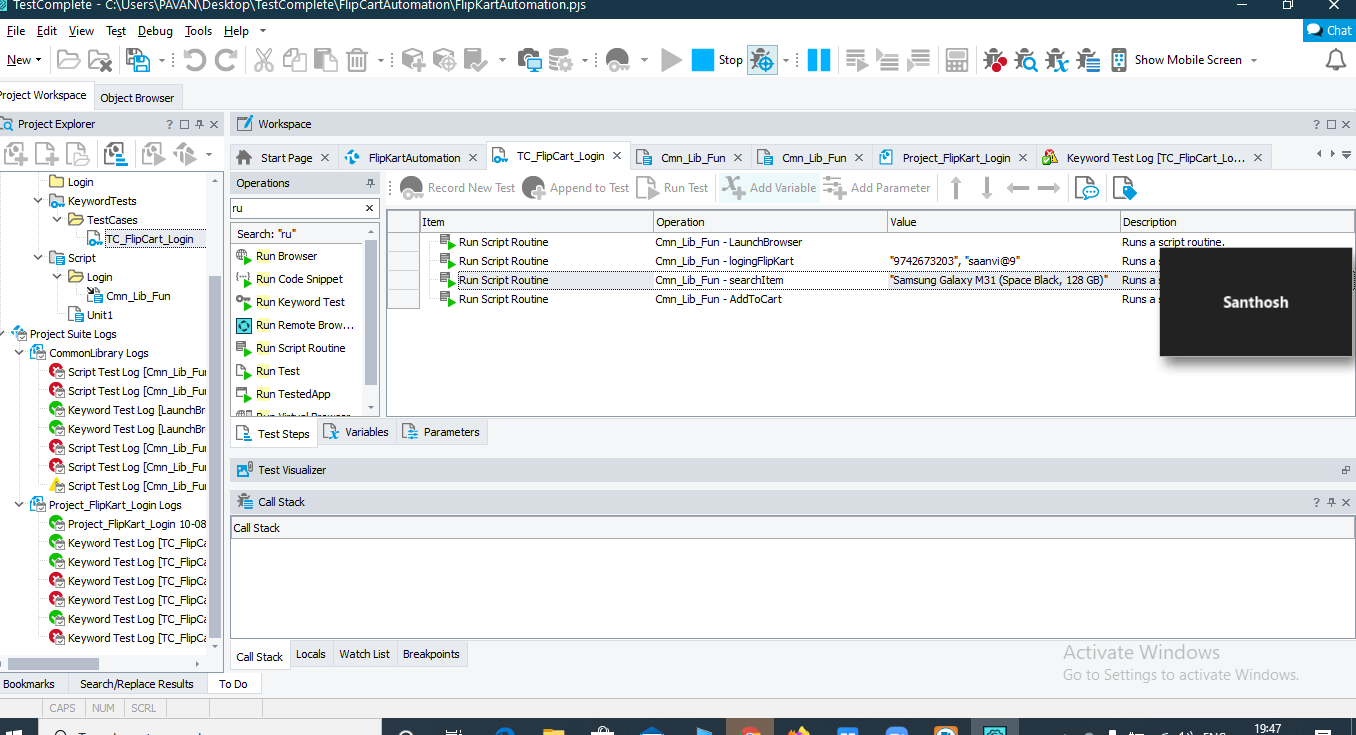 TestComplete - C:\Users\PAVAN\Desktop\TestComplete\FlipCartAutomation\FlipKartAutomation.pjs
File Edit View Test Debug Tools Help
Chat
New Stop Show Mobile Screen
Project Workspace Object Browser
Project Explorer
Workspace
Start Page FlipKartAutomation TC_FlipCart_Login Cmn_Lib_Fun Cmn_Lib_Fun Project_FlipKart_Login Keyword Test Log [TC_FlipCart_Lo...
Operations
Record New Test Append to Test Run Test Add Variable Add Parameter
ru
Search: "ru"
Run Browser
Run Code Snippet
Run Keyword Test
Run Remote Brow...
Run Script Routine
Run Test
Run TestedApp
Item Operation Value Description
Run Script Routine Cmn_Lib_Fun - LaunchBrowser Runs a script routine.
Run Script Routine Cmn_Lib_Fun - logingFlipKart "9742673203", "saanvi@9" Runs a
Run Script Routine Cmn_Lib_Fun - searchItem "Samsung Galaxy M31 (Space Black, 128 GB)" Runs a
Run Script Routine Cmn_Lib_Fun - AddToCart Runs a
Santhosh
Login
KeywordTests
TestCases
TC_FlipCart_Login
Script
Login
Cmn_Lib_Fun
Unit1
Project Suite Logs
CommonLibrary Logs
Script Test Log [Cmn_Lib_Fu
Script Test Log [Cmn_Lib_Fu
Keyword Test Log [LaunchBr
Keyword Test Log [LaunchBr
Script Test Log [Cmn_Lib_Fu
Script Test Log [Cmn_Lib_Fu
Script Test Log [Cmn_Lib_Fu
Project_FlipKart_Login Logs
Project_FlipKart_Login 10-08
Keyword Test Log [TC_FlipCa
Keyword Test Log [TC_FlipCa
Keyword Test Log [TC_FlipCa
Keyword Test Log [TC_FlipCa
Keyword Test Log [TC_FlipCa
Keyword Test Log [TC_FlipCa
Test Steps Variables Parameters
Test Visualizer
Call Stack
Call Stack
Call Stack Locals Watch List Breakpoints
Activate Windows
Go to Settings to activate Windows.
Bookmarks Search/Replace Results To Do
CAPS NUM SCRL
19:47